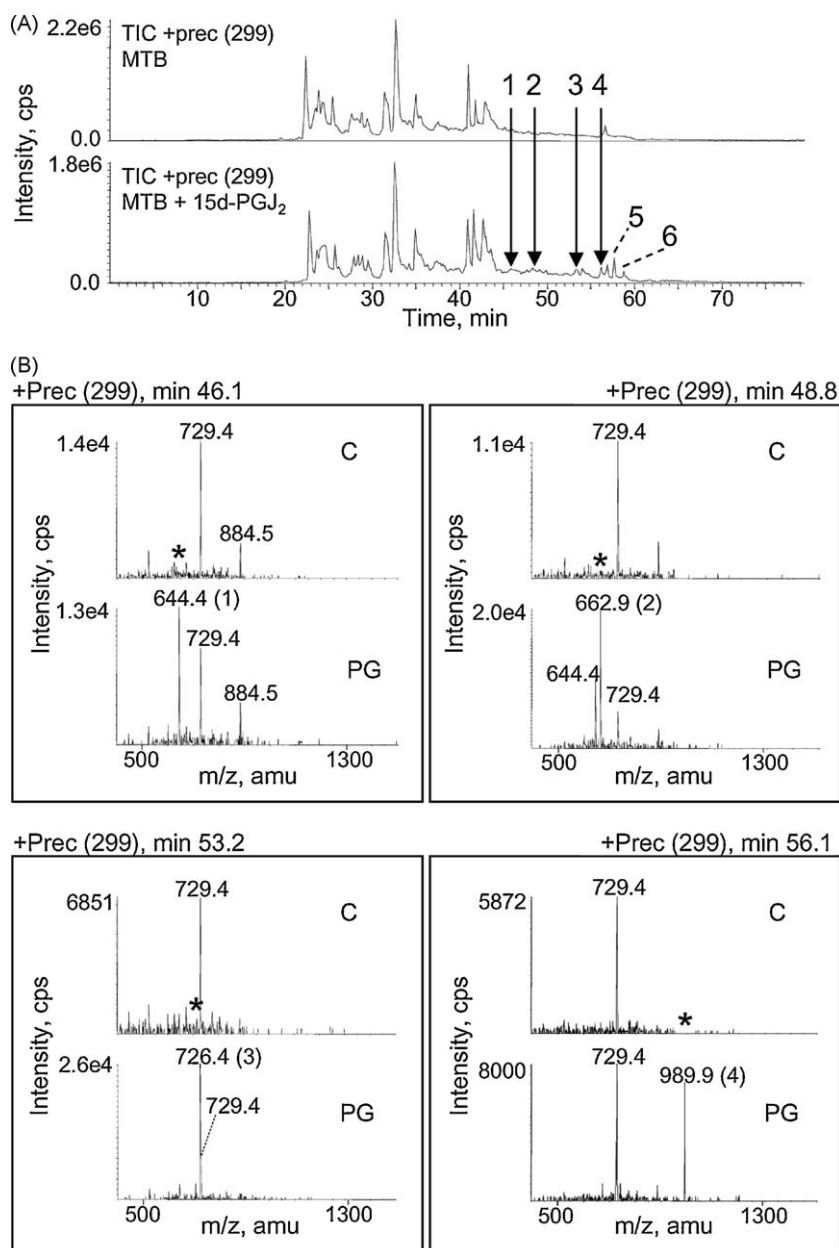 (A)
TIC +prec (299)
MTB
2.2e6
0.0
1 2 3 4
TIC +prec (299)
MTB + 15d-PGJ₂
1.8e6
0.0
5
6
Intensity, cps
10 20 30 40 50 60 70
Time, min
(B)
+Prec (299), min 46.1
1.4e4
729.4
C
*
884.5
1.3e4
644.4 (1)
729.4
PG
884.5
Intensity, cps
500 1300
m/z, amu
+Prec (299), min 48.8
1.1e4
729.4
C
*
2.0e4
662.9 (2)
644.4
729.4
PG
Intensity, cps
500 1300
m/z, amu
+Prec (299), min 53.2
6851
729.4
C
*
2.6e4
726.4 (3)
729.4
PG
Intensity, cps
500 1300
m/z, amu
+Prec (299), min 56.1
5872
729.4
C
*
8000
729.4
989.9 (4)
PG
Intensity, cps
500 1300
m/z, amu